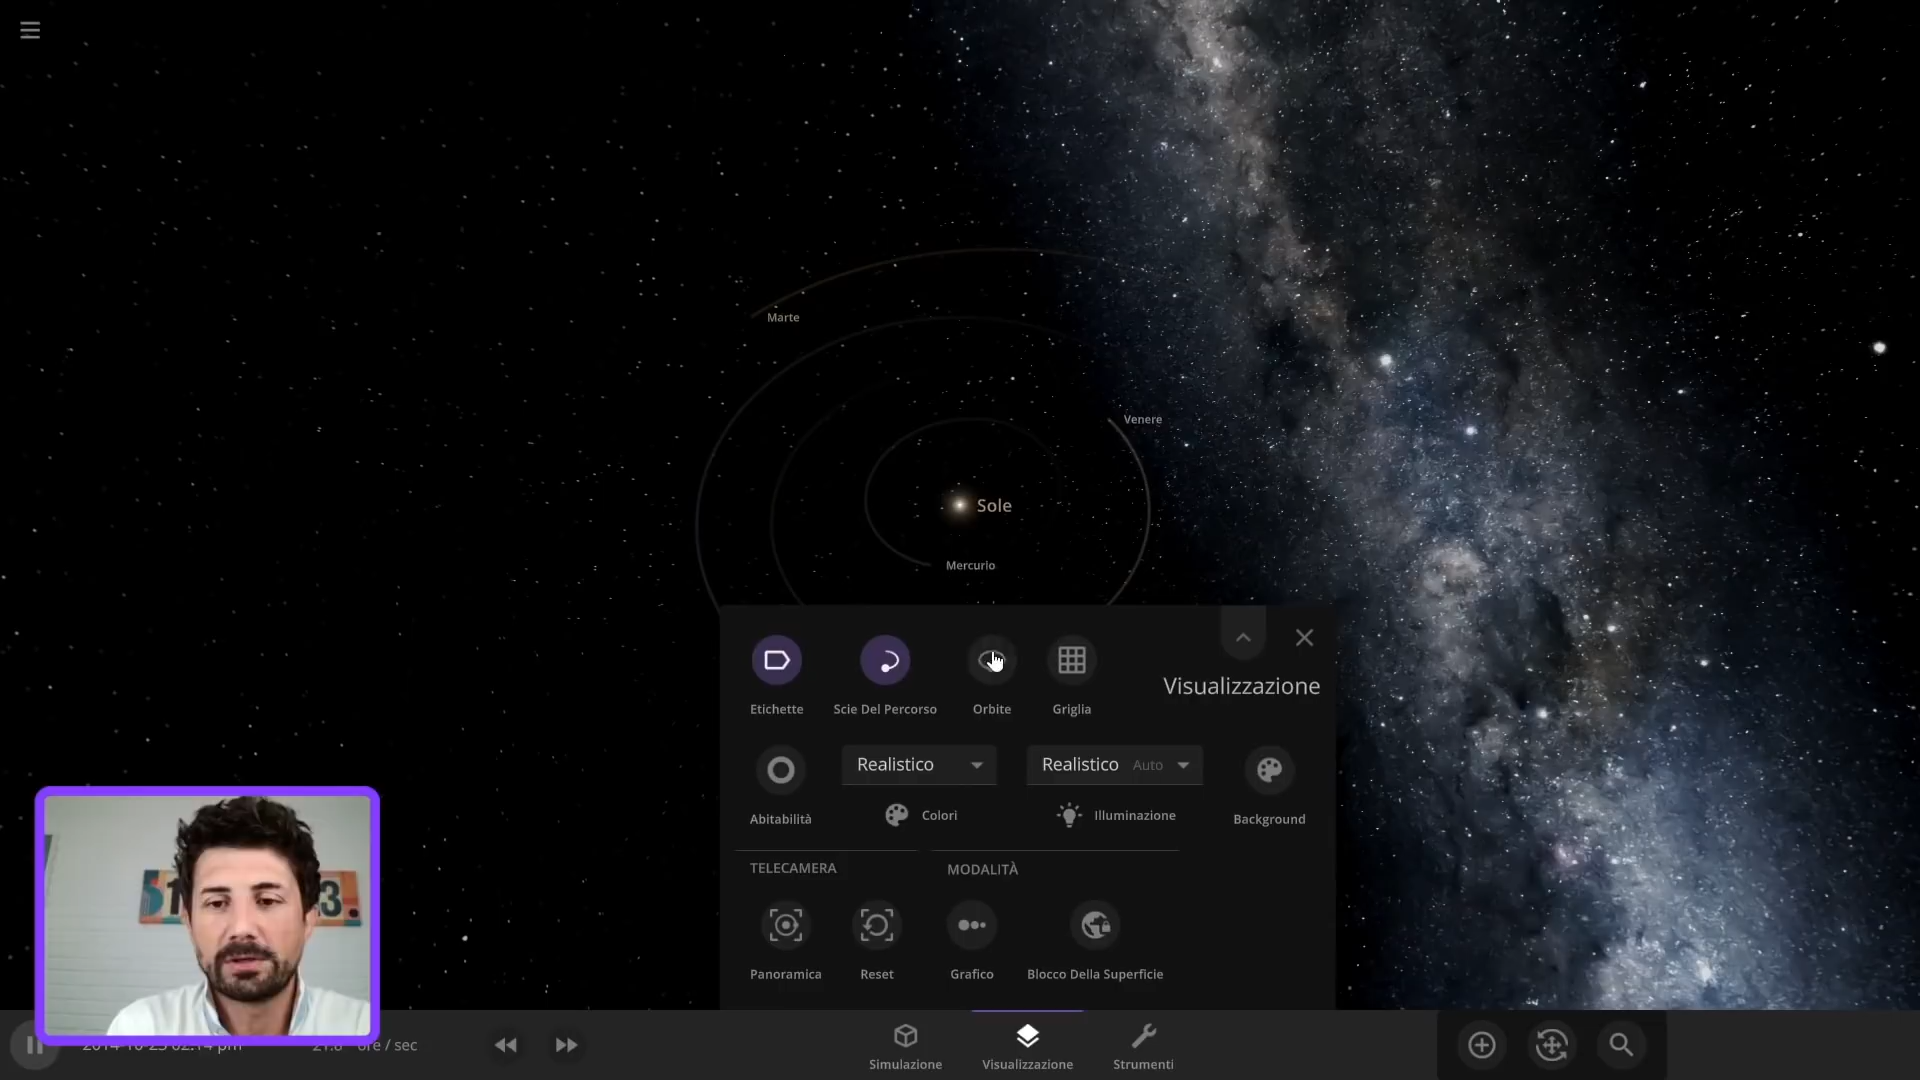 Marte
Venere
Sole
Mercurio
Etichette
Scie Del Percorso
Orbite
Griglia
Visualizzazione
Realistico
Realistico Auto
Abitabilità
Colori
Illuminazione
Background
TELECAMERA
MODALITÀ
Panoramica
Reset
Grafico
Blocco Della Superficie
ore / sec
Simulazione
Visualizzazione
Strumenti